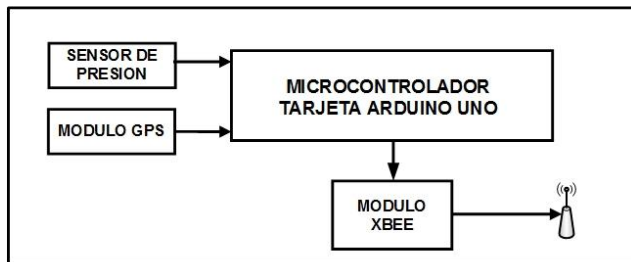 SENSOR DE
PRESION
MICROCONTROLADOR
TARJETA ARDUINO UNO
MODULO GPS
MODULO
XBEE